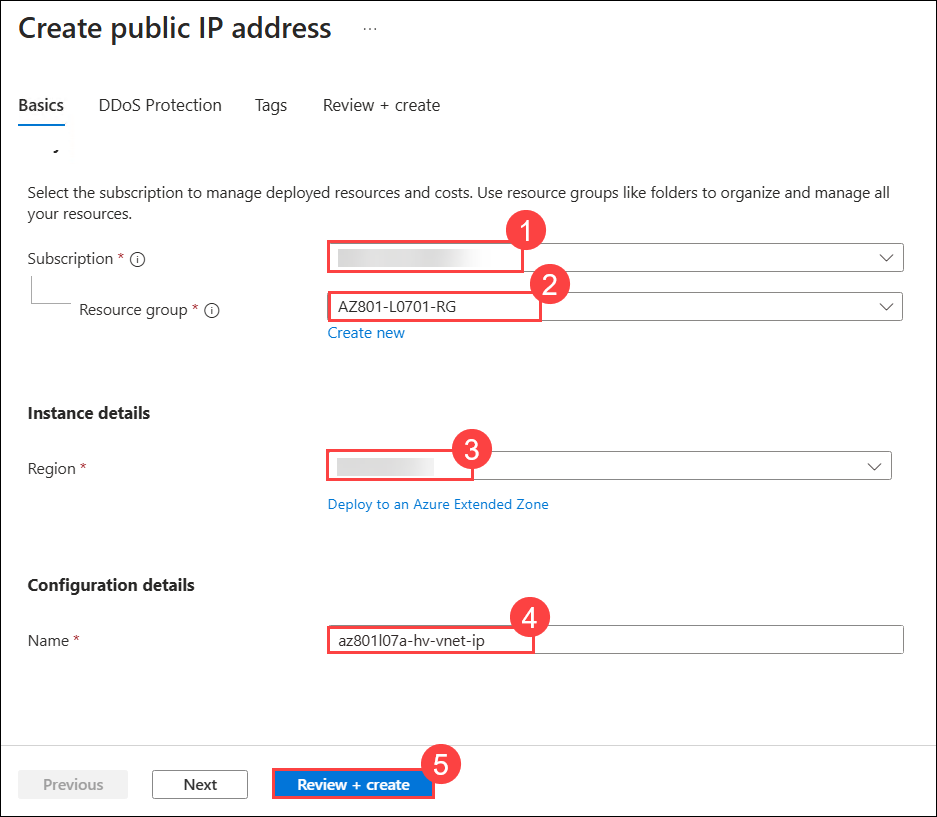 Create public IP address ...
Basics DDoS Protection Tags Review + create
Select the subscription to manage deployed resources and costs. Use resource groups like folders to organize and manage all
your resources.
1
Subscription *
2
Resource group * AZ801-L0701-RG
Create new
Instance details
3
Region *
Deploy to an Azure Extended Zone
Configuration details
4
Name * az801l07a-hv-vnet-ip
5
Previous Next Review + create